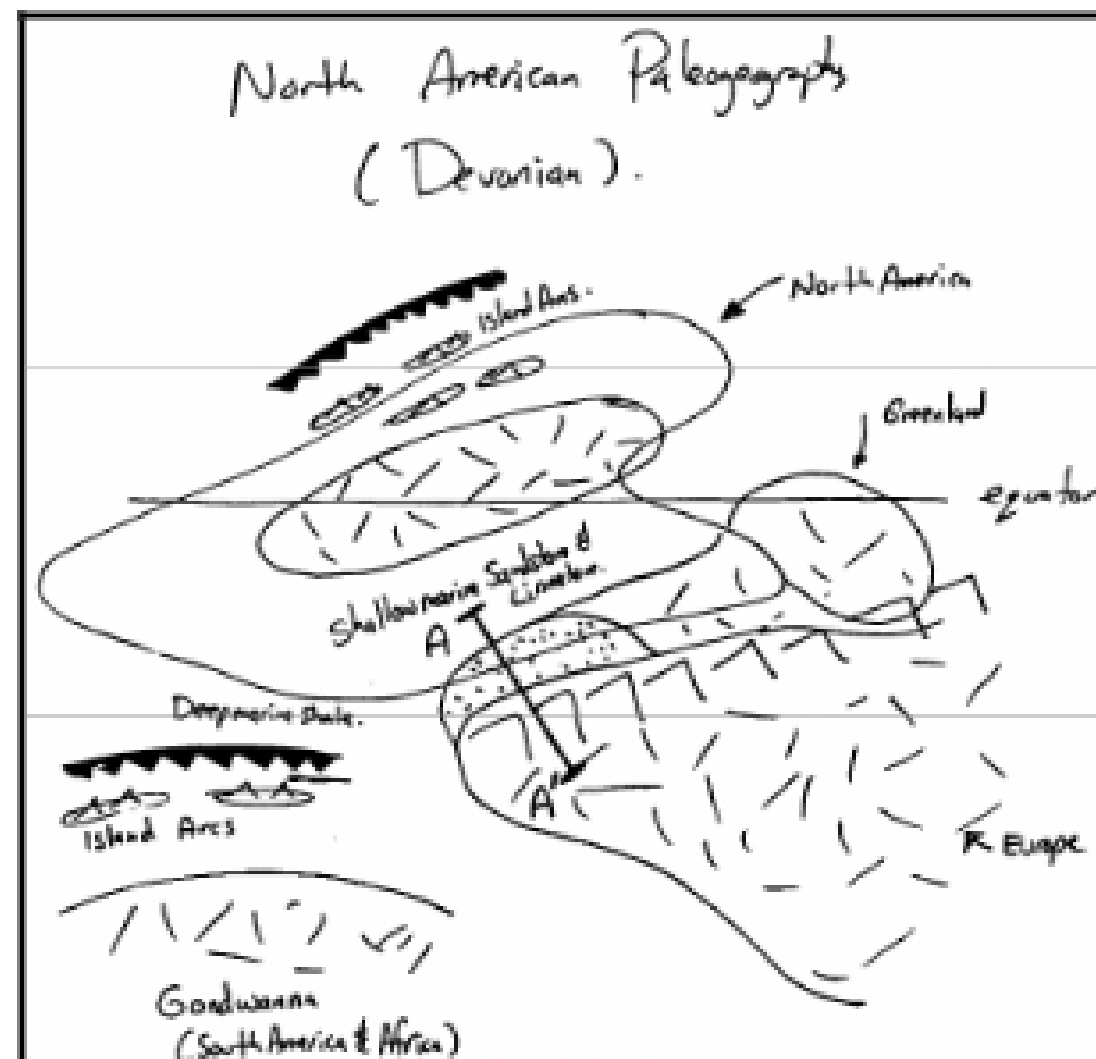 North American Paleogeography
(Devonian).
Island Arcs.
North America
Greenland
equator
Shallow marine Sandstone &
Limestone
A
Deep marine Shale.
A'
Island Arcs
Europe
Gondwanna
(South America & Africa)